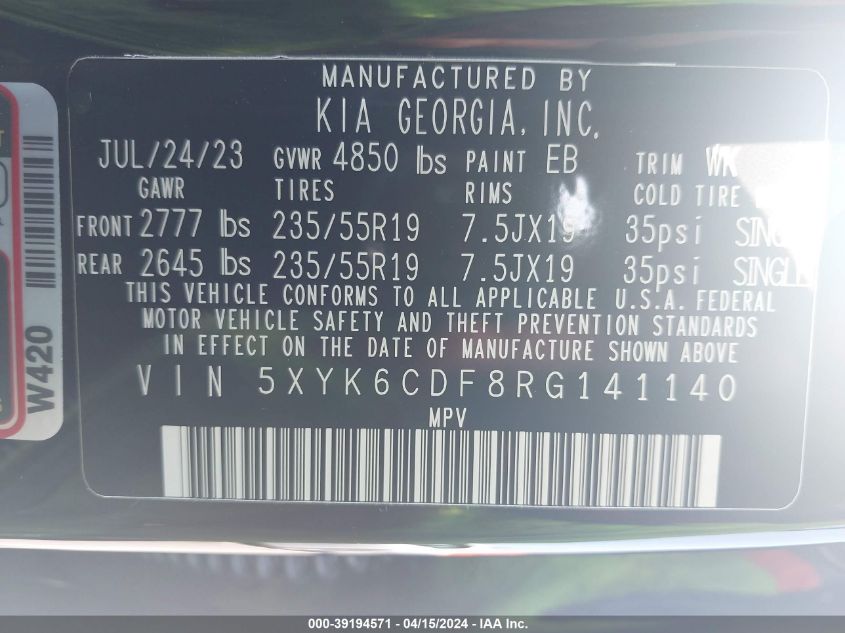 MANUFACTURED BY
KIA GEORGIA, INC.
JUL/24/23 GVWR 4850 lbs PAINT EB TRIM WK
GAWR TIRES RIMS COLD TIRE
FRONT 2777 lbs 235/55R19 7.5JX19 35psi
REAR 2645 lbs 235/55R19 7.5JX19 35psi SINGLE
THIS VEHICLE CONFORMS TO ALL APPLICABLE U.S.A. FEDERAL
MOTOR VEHICLE SAFETY AND THEFT PREVENTION STANDARDS
IN EFFECT ON THE DATE OF MANUFACTURE SHOWN ABOVE
VIN 5XYK6CDF8RG141140
MPV
W420
000-39194571 - 04/15/2024 - IAA Inc.